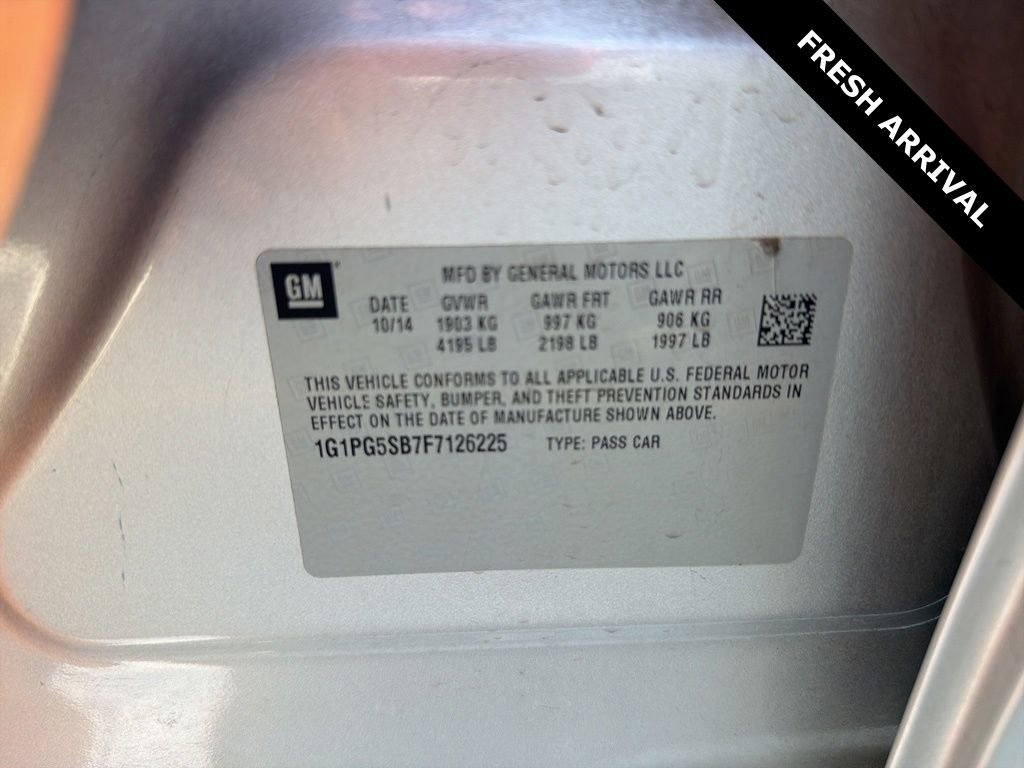 FRESH ARRIVAL
GM
MFD BY GENERAL MOTORS LLC
DATE GVWR GAWR FRT GAWR RR
10/14 1903 KG 997 KG 906 KG
4195 LB 2198 LB 1997 LB
THIS VEHICLE CONFORMS TO ALL APPLICABLE U.S. FEDERAL MOTOR
VEHICLE SAFETY, BUMPER, AND THEFT PREVENTION STANDARDS IN
EFFECT ON THE DATE OF MANUFACTURE SHOWN ABOVE.
1G1PG5SB7F7126225 TYPE: PASS CAR